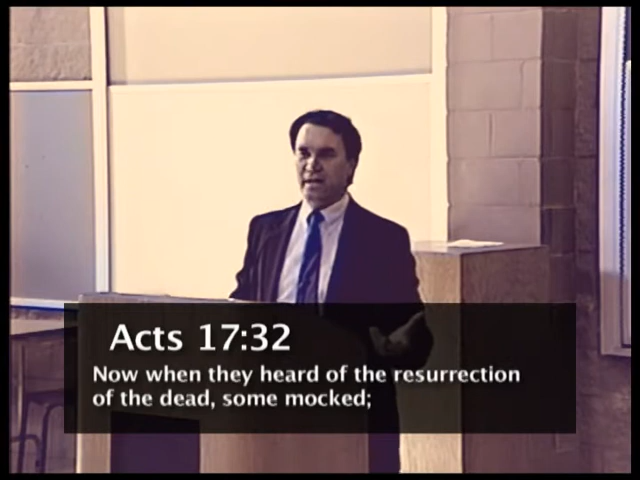 Acts 17:32
Now when they heard of the resurrection
of the dead, some mocked;